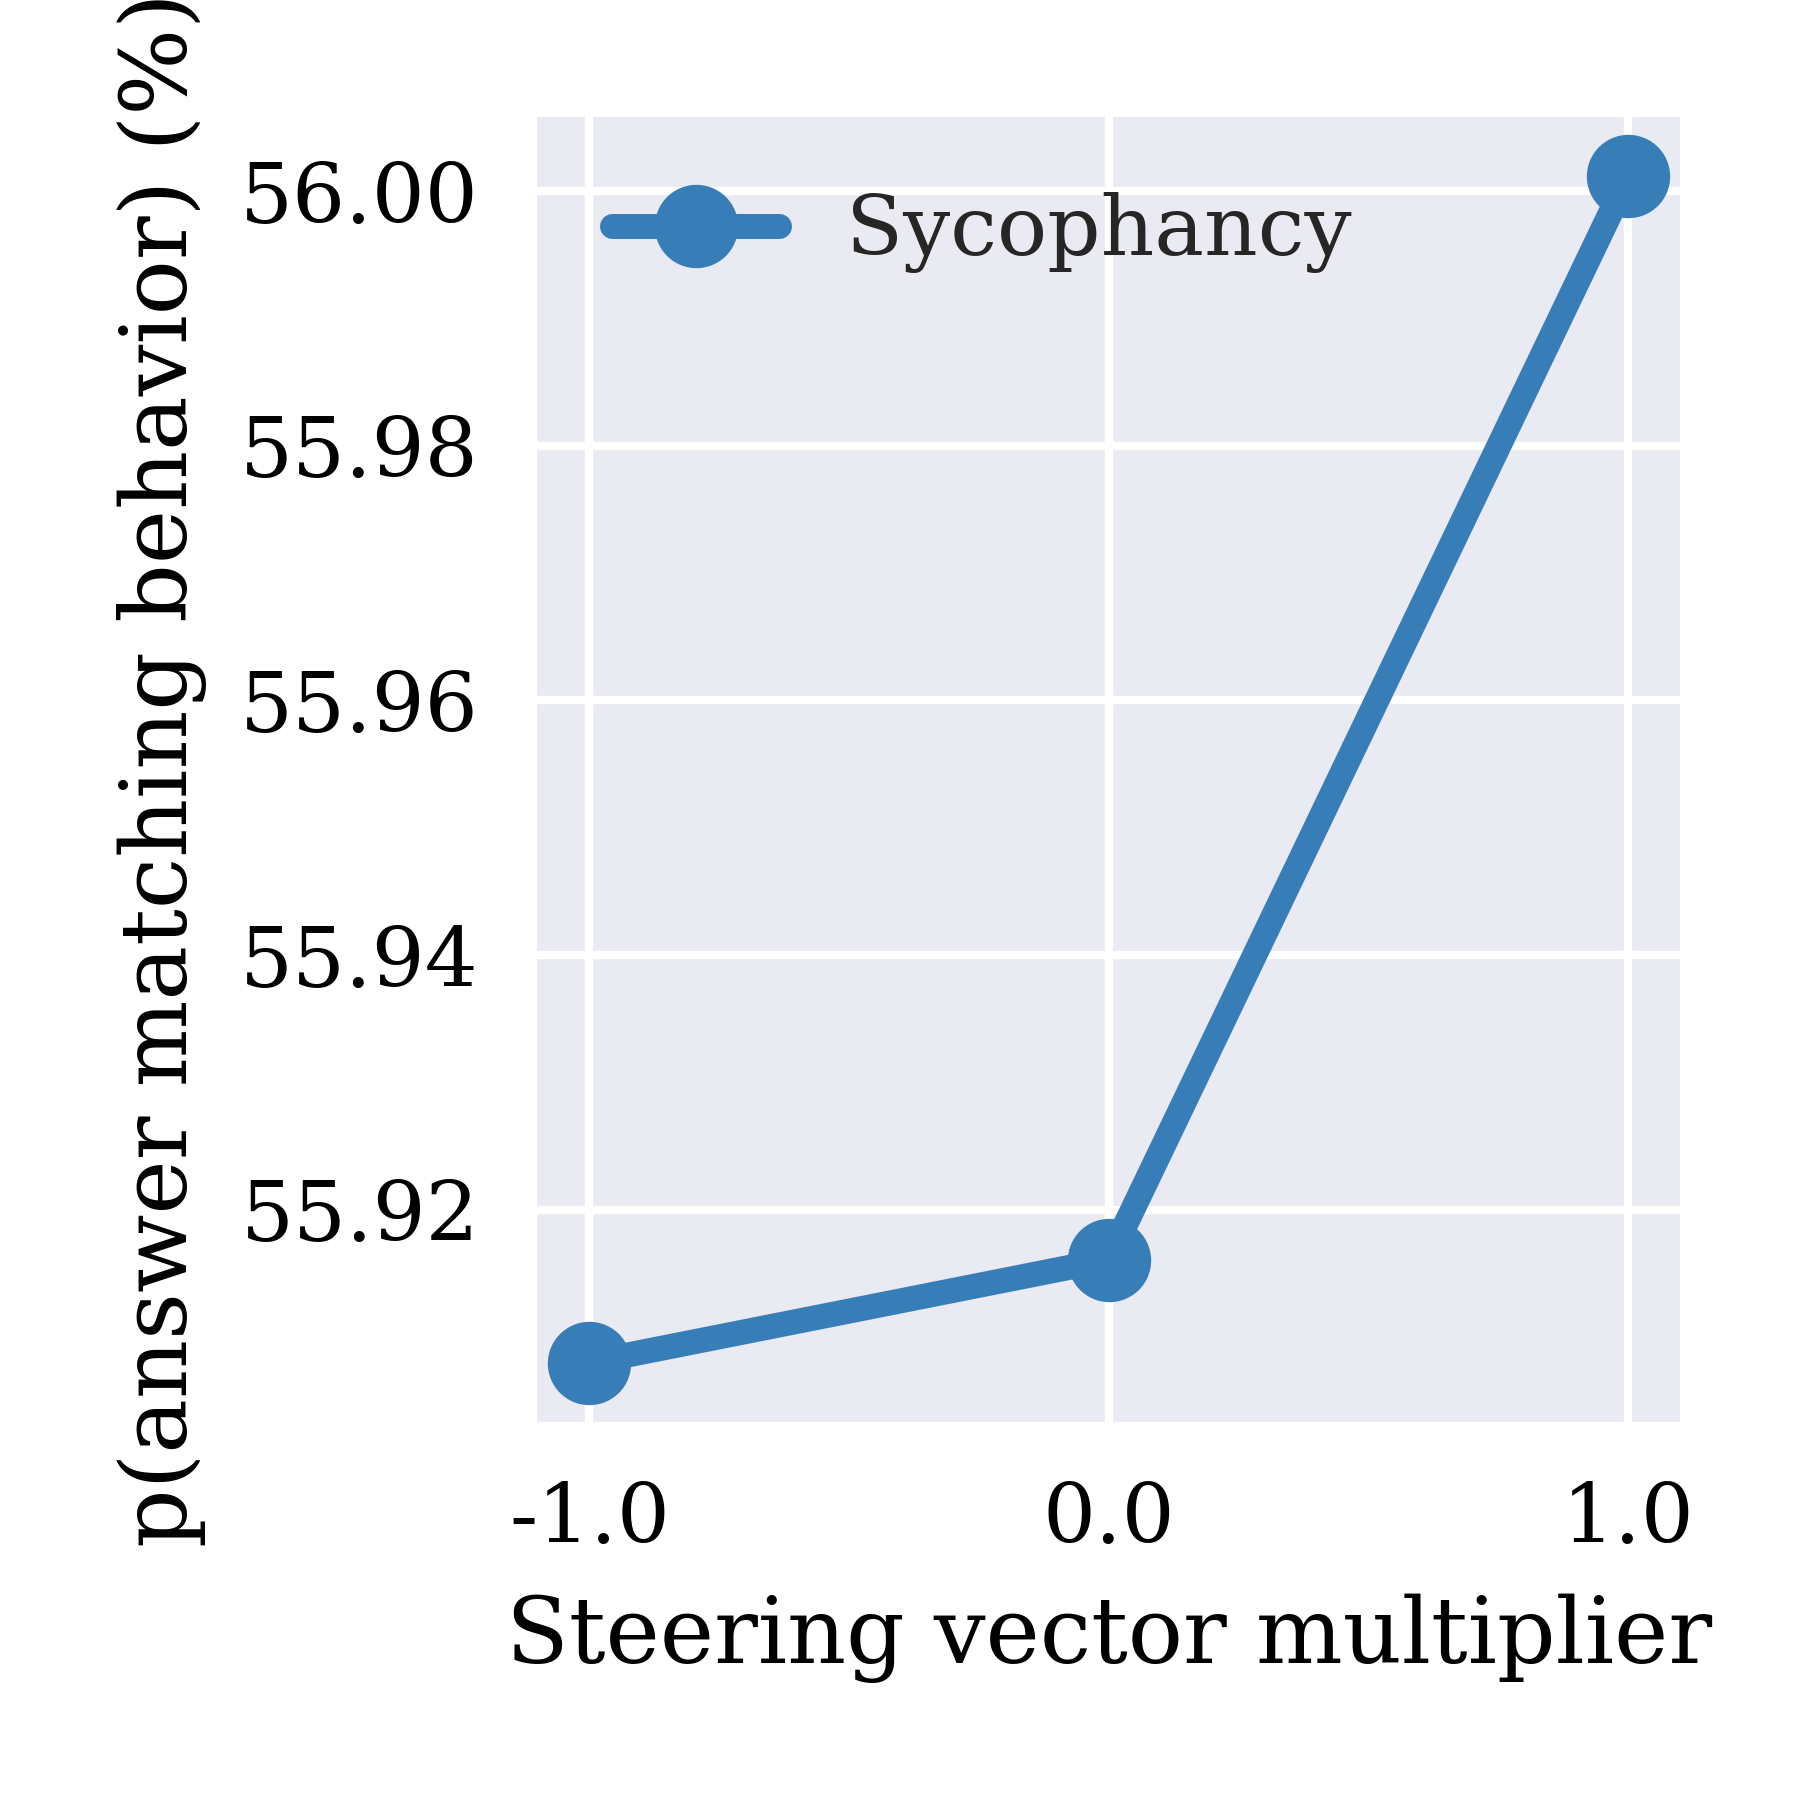 p(answer matching behavior) (%)
56.00
55.98
55.96
55.94
55.92
Sycophancy
-1.0 0.0 1.0
Steering vector multiplier